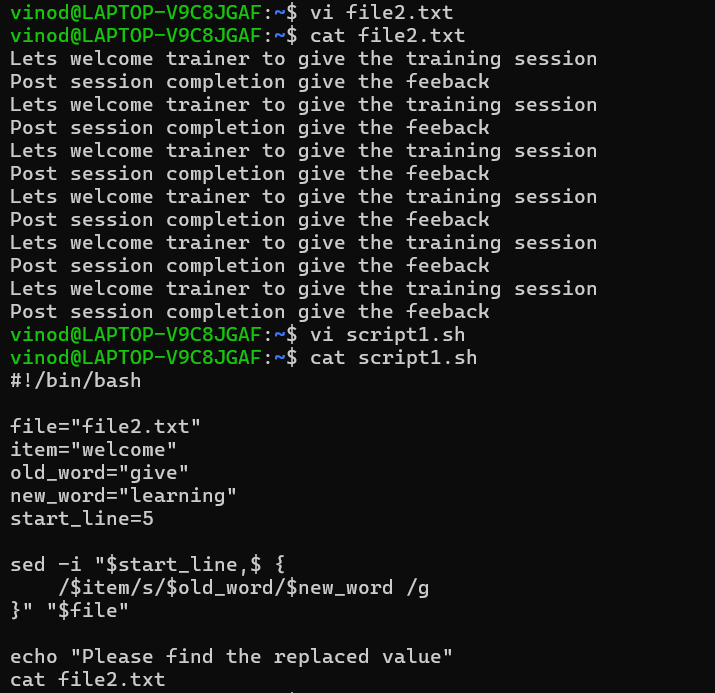 vinod@LAPTOP-V9C8JGAF:~$ vi file2.txt
vinod@LAPTOP-V9C8JGAF:~$ cat file2.txt
Lets welcome trainer to give the training session
Post session completion give the feeback
Lets welcome trainer to give the training session
Post session completion give the feeback
Lets welcome trainer to give the training session
Post session completion give the feeback
Lets welcome trainer to give the training session
Post session completion give the feeback
Lets welcome trainer to give the training session
Post session completion give the feeback
Lets welcome trainer to give the training session
Post session completion give the feeback
vinod@LAPTOP-V9C8JGAF:~$ vi script1.sh
vinod@LAPTOP-V9C8JGAF:~$ cat script1.sh
#!/bin/bash

file="file2.txt"
item="welcome"
old_word="give"
new_word="learning"
start_line=5

sed -i "$start_line,$ {
    /$item/s/$old_word/$new_word /g
}" "$file"

echo "Please find the replaced value"
cat file2.txt